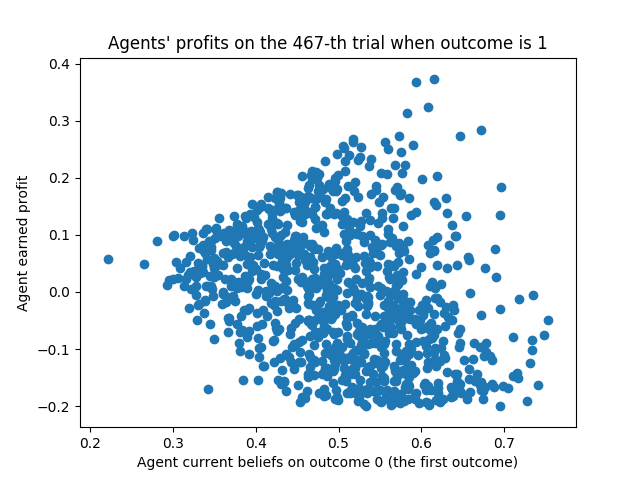 Agents' profits on the 467-th trial when outcome is 1
0.4
0.3
0.2
0.1
0.0
−0.1
−0.2
Agent earned profit
0.2 0.3 0.4 0.5 0.6 0.7
Agent current beliefs on outcome 0 (the first outcome)